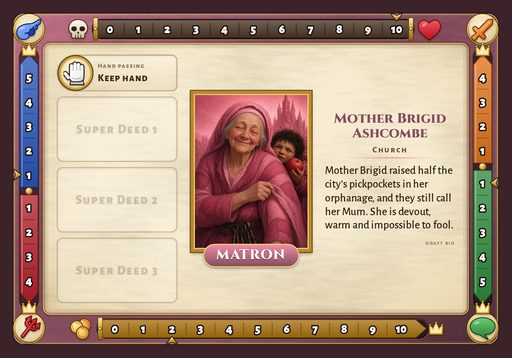 0 1 2 3 4 5 6 7 8 9 10
5
4
3
2
1
1
2
3
4
HAND PASSING
KEEP HAND
SUPER DEED 1
SUPER DEED 2
SUPER DEED 3
MATRON
MOTHER BRIGID
ASHCOMBE
CHURCH
Mother Brigid raised half the
city's pickpockets in her
orphanage, and they still call
her Mum. She is devout,
warm and impossible to fool.
DRAFT BIO
4
3
2
1
1
2
3
4
5
0 1 2 3 4 5 6 7 8 9 10